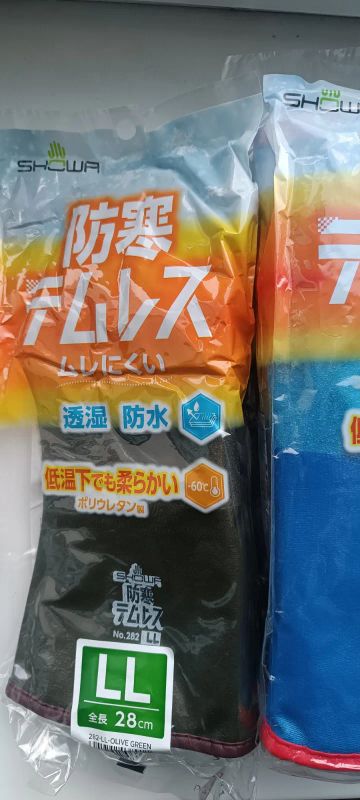 SHOWA
防寒
テムレス
ムレにくい
透湿 防水
低温下でも柔らかい
-60℃
ポリウレタン製
SHOWA
防寒
テムレス
No.282 LL
LL
全長 28cm
282-LL-OLIVE GREEN
SHOWA
テ
低